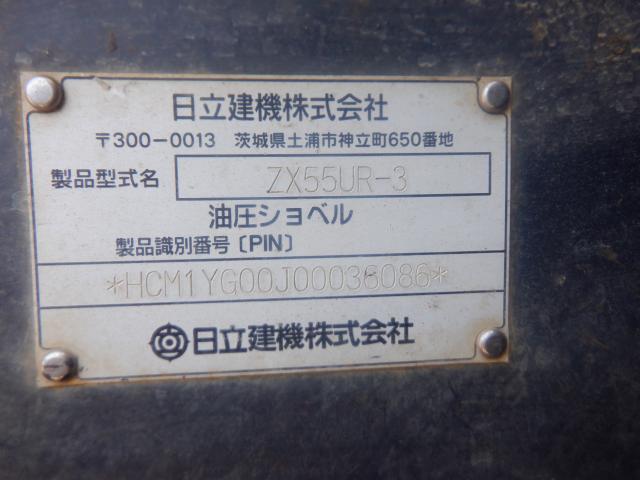 日立建機株式会社
〒300-0013 茨城県土浦市神立町650番地
製品型式名 ZX55UR-3
油圧ショベル
製品識別番号〔PIN〕
*HCM1YG00J00036086*
日立建機株式会社